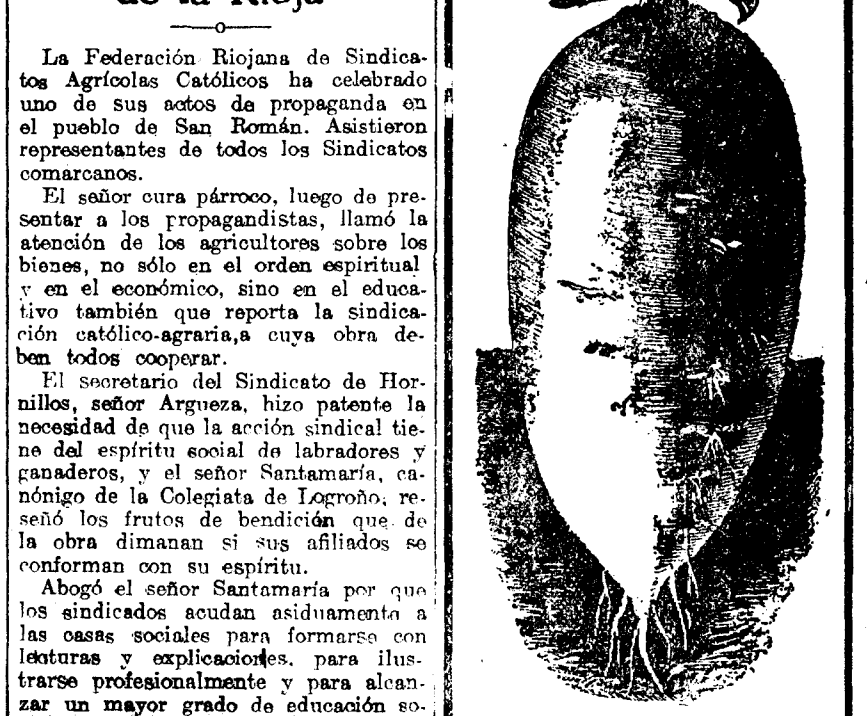 de la Rioja
La Federación Riojana de Sindica-
tos Agrícolas Católicos ha celebrado
uno de sus actos de propaganda en
el pueblo de San Román. Asistieron
representantes de todos los Sindicatos
comarcanos.
El señor cura párroco, luego de pre-
sentar a los propagandistas, llamó la
atención de los agricultores sobre los
bienes, no sólo en el orden espiritual
y en el económico, sino en el educa-
tivo también que reporta la sindica-
ción católico-agraria,a cuya obra de-
ben todos cooperar.
El secretario del Sindicato de Hor-
nillos, señor Argueza, hizo patente la
necesidad de que la acción sindical tie-
ne del espíritu social de labradores y
ganaderos, y el señor Santamaría, ca-
nónigo de la Colegiata de Logroño, re-
señó los frutos de bendición que de
la obra dimanan si sus afiliados se
conforman con su espíritu.
Abogó el señor Santamaría por que
los sindicados acudan asiduamente a
las casas sociales para formarse con
lecturas y explicaciones, para ilus-
trarse profesionalmente y para alcan-
zar un mayor grado de educación so-